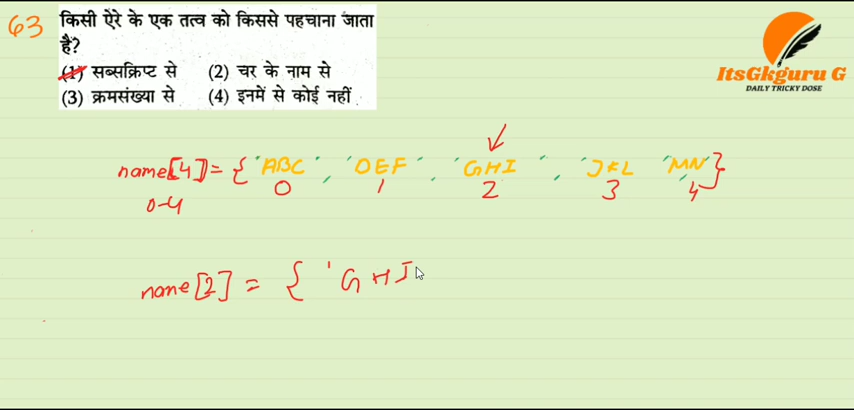 63
किसी ऐरे के एक तत्व को किससे पहचाना जाता
है?
(1) सब्सक्रिप्ट से (2) चर के नाम से
(3) क्रमसंख्या से (4) इनमें से कोई नहीं
ItsGkguru G
DAILY TRICKY DOSE
name[4] = { 'ABC', 'DEF', 'GHI', 'JKL' 'MN' }
0 1 2 3 4
0-4
name[2] = { 'GHI